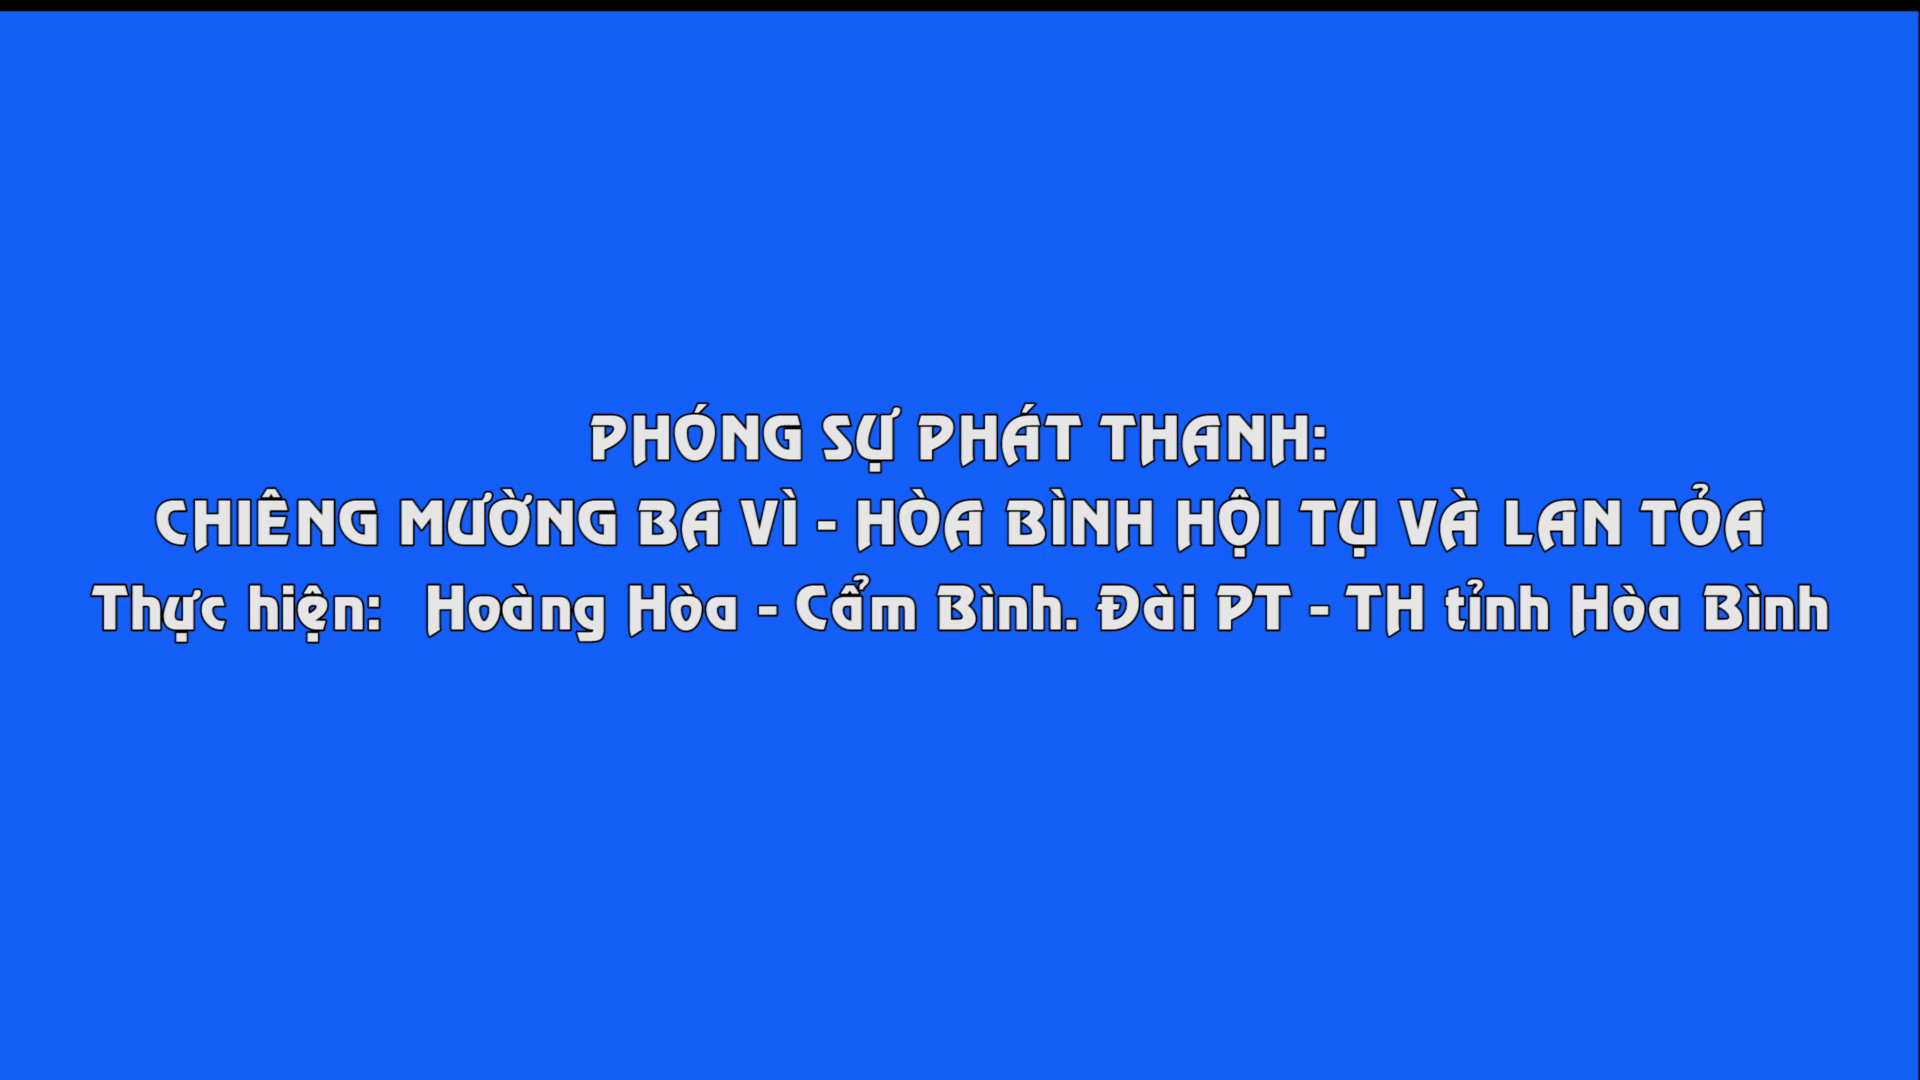 PHÓNG SỰ PHÁT THANH:
CHIÊNG MƯỜNG BA VÌ - HÒA BÌNH HỘI TỤ VÀ LAN TỎA
Thực hiện: Hoàng Hòa - Cẩm Bình. Đài PT - TH tỉnh Hòa Bình